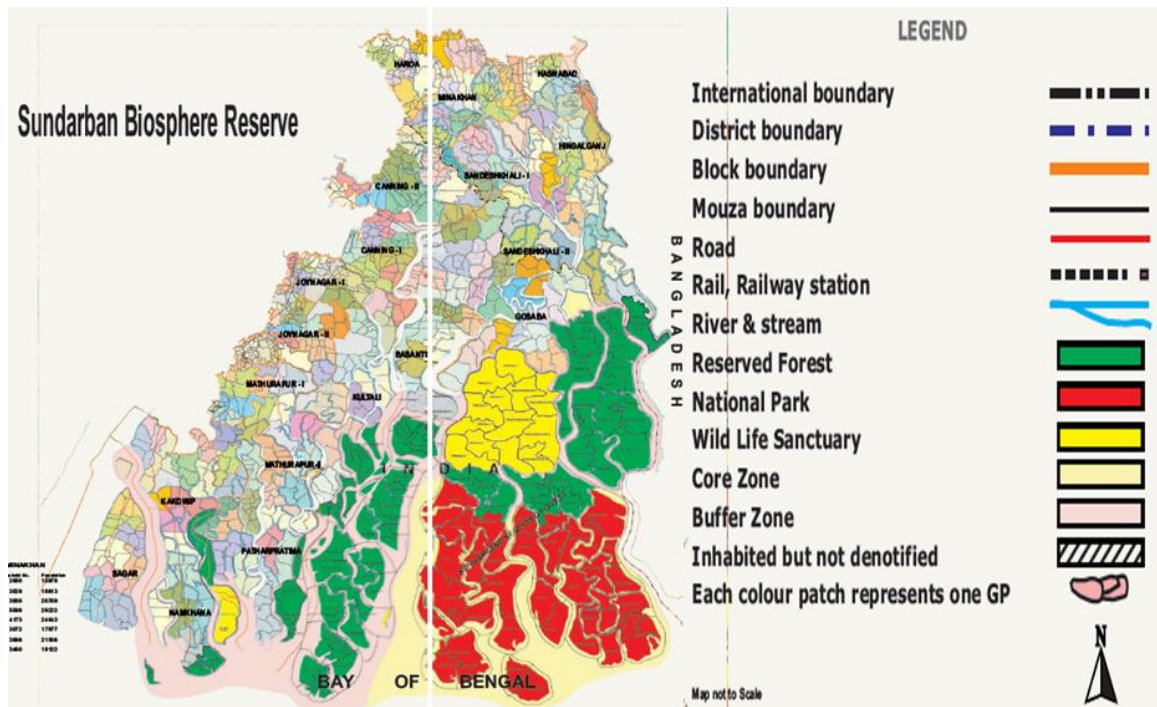 Sundarban Biosphere Reserve
HAROA
MINAKHAN
HASNABAD
HINGALGANJ
SANDESHKHALI - I
CANNING - II
CANNING - I
SANDESHKHALI - II
JOYNAGAR - I
GOSABA
JOYNAGAR - II
BASANTI
MATHURAPUR - I
KULTALI
MATHURAPUR-II
INDIA
KAKDWIP
PATHARPRATIMA
SAGAR
NAMKHANA
BAY OF BENGAL
BANGLADESH
MINAKHAN
LEGEND
International boundary
District boundary
Block boundary
Mouza boundary
Road
Rail, Railway station
River & stream
Reserved Forest
National Park
Wild Life Sanctuary
Core Zone
Buffer Zone
Inhabited but not denotified
Each colour patch represents one GP
N
Map not to Scale